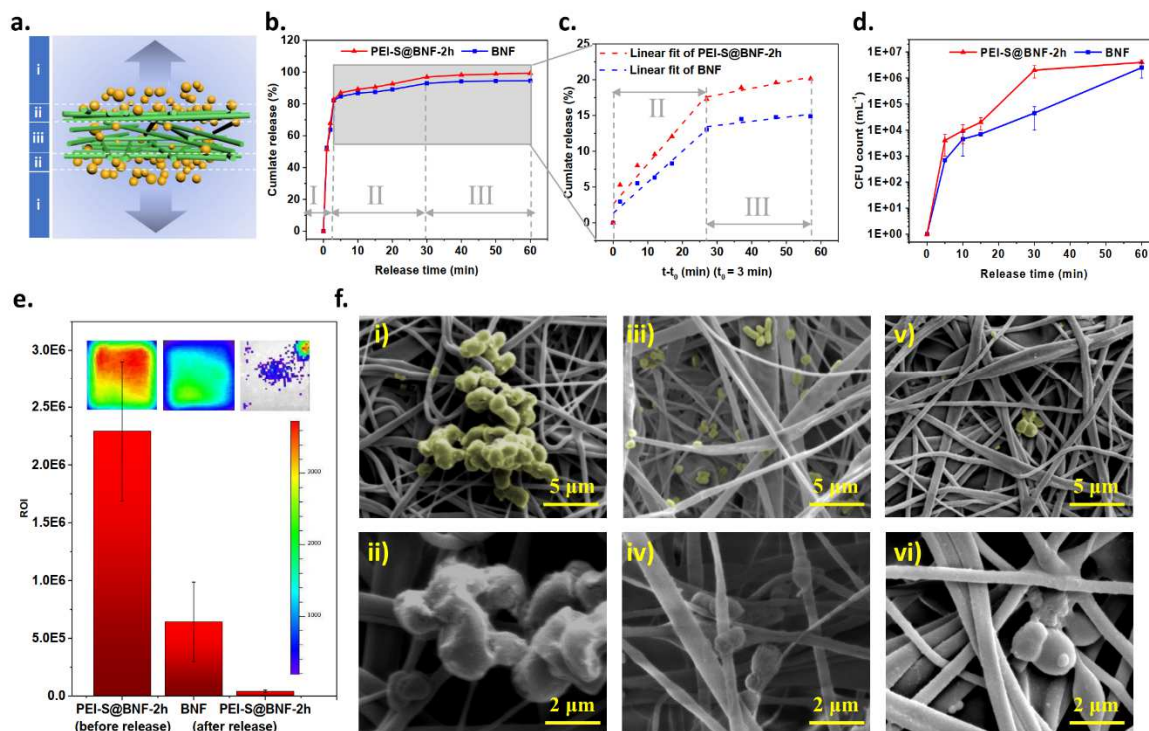 a.
i
ii
iii
ii
i
b.
PEI-S@BNF-2h
BNF
Cumlate release (%)
120
100
80
60
40
20
0
I
II
III
0
10
20
30
40
50
60
Release time (min)
c.
Linear fit of PEI-S@BNF-2h
Linear fit of BNF
Cumlate release (%)
25
20
15
10
5
0
II
III
0
10
20
30
40
50
60
t-t₀ (min) (t₀ = 3 min)
d.
PEI-S@BNF-2h
BNF
CFU count (mL⁻¹)
1E+07
1E+06
1E+05
1E+04
1E+03
1E+02
1E+01
1E+00
0
10
20
30
40
50
60
Release time (min)
e.
ROI
3.0E6
2.5E6
2.0E6
1.5E6
1.0E6
5.0E5
0.0
3000
2000
1000
PEI-S@BNF-2h BNF PEI-S@BNF-2h
(before release) (after release)
f.
i)
5 μm
iii)
5 μm
v)
5 μm
ii)
2 μm
iv)
2 μm
vi)
2 μm